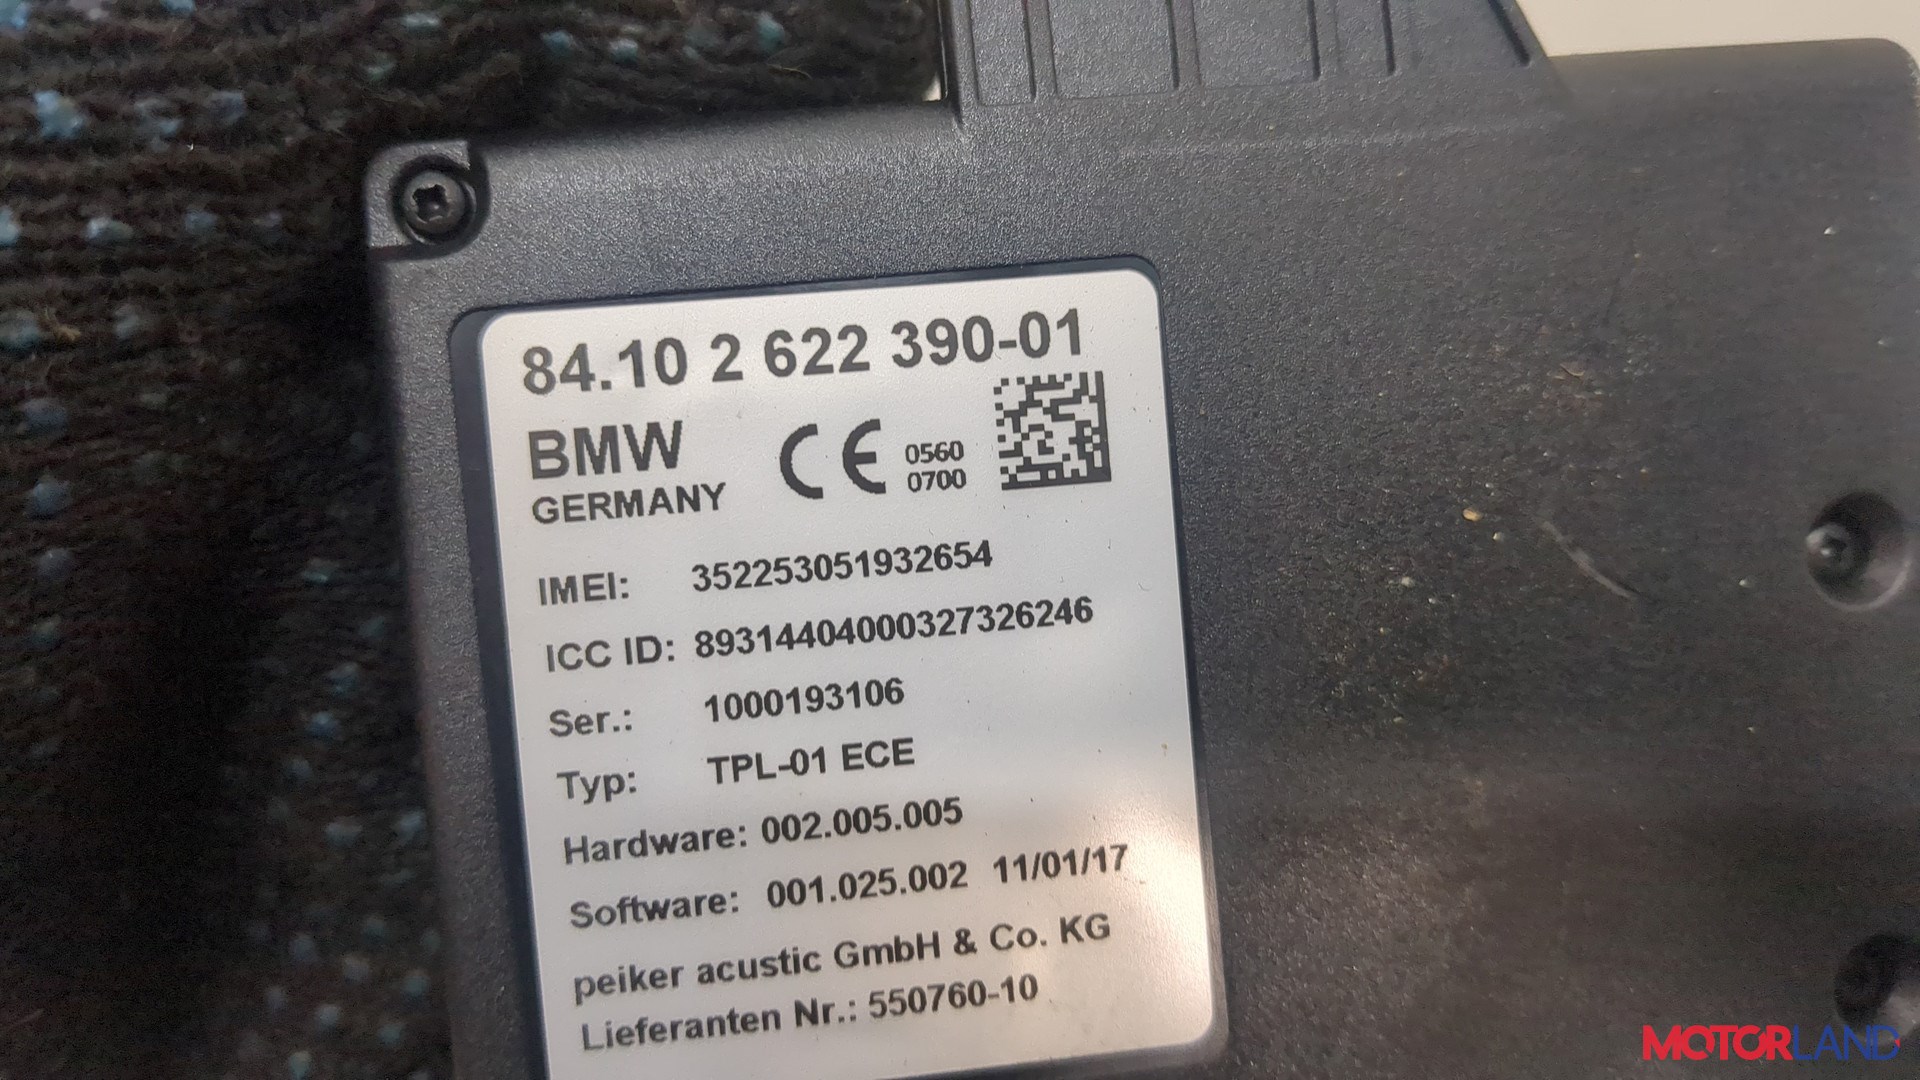 84.10 2 622 390-01
BMW
GERMANY
CE 0560
0700
IMEI: 352253051932654
ICC ID: 89314404000327326246
Ser.: 1000193106
Typ: TPL-01 ECE
Hardware: 002.005.005
Software: 001.025.002 11/01/17
peiker acustic GmbH & Co. KG
Lieferanten Nr.: 550760-10
MOTORLAND